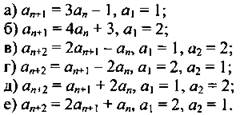 а) aₙ₊₁ = 3aₙ – 1, a₁ = 1;
б) aₙ₊₁ = 4aₙ + 3, a₁ = 2;
в) aₙ₊₂ = 2aₙ₊₁ – aₙ, a₁ = 1, a₂ = 2;
г) aₙ₊₂ = aₙ₊₁ – 2aₙ, a₁ = 2, a₂ = 1;
д) aₙ₊₂ = aₙ₊₁ + 2aₙ, a₁ = 1, a₂ = 2;
е) aₙ₊₂ = 2aₙ₊₁ + aₙ, a₁ = 2, a₂ = 1.